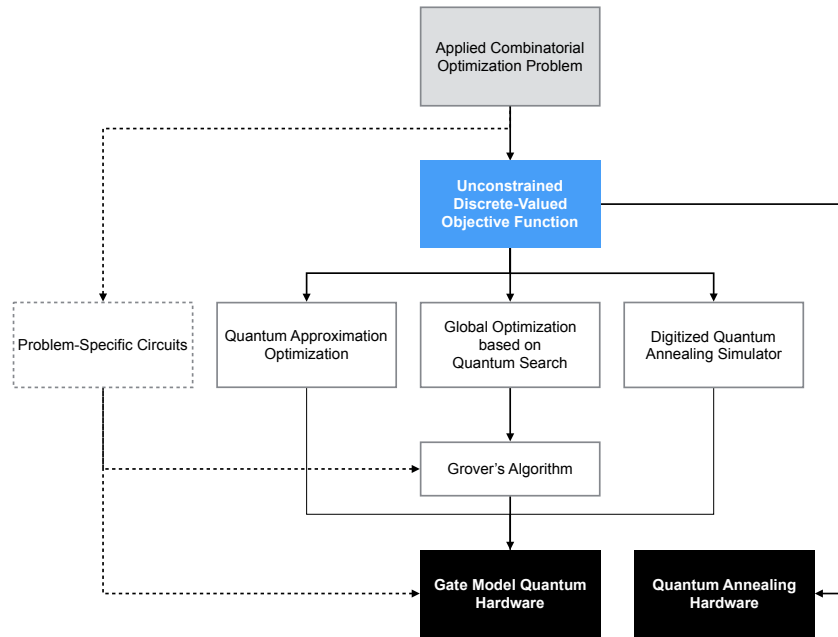 Applied Combinatorial
Optimization Problem
Unconstrained
Discrete-Valued
Objective Function
Problem-Specific Circuits
Quantum Approximation
Optimization
Global Optimization
based on
Quantum Search
Digitized Quantum
Annealing Simulator
Grover's Algorithm
Gate Model Quantum
Hardware
Quantum Annealing
Hardware